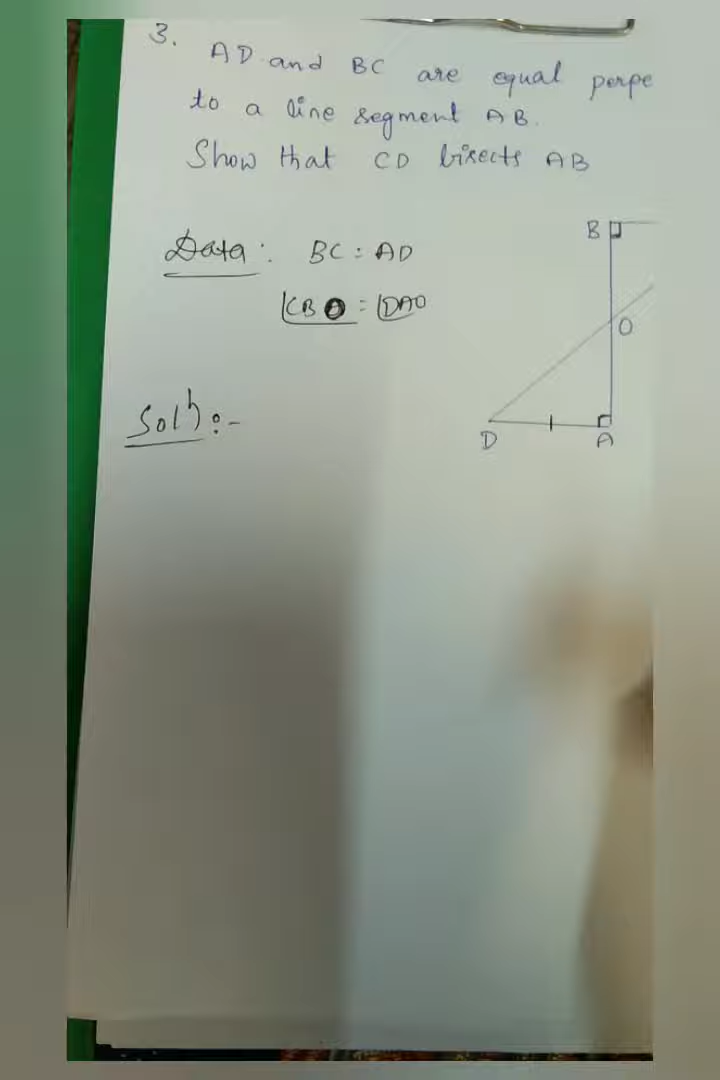 3.
AD and BC are equal perpe
to a line segment AB.
Show that CD bisects AB
Data : BC = AD
∠CBO = ∠DAO
Solⁿ :-
B
O
D
A